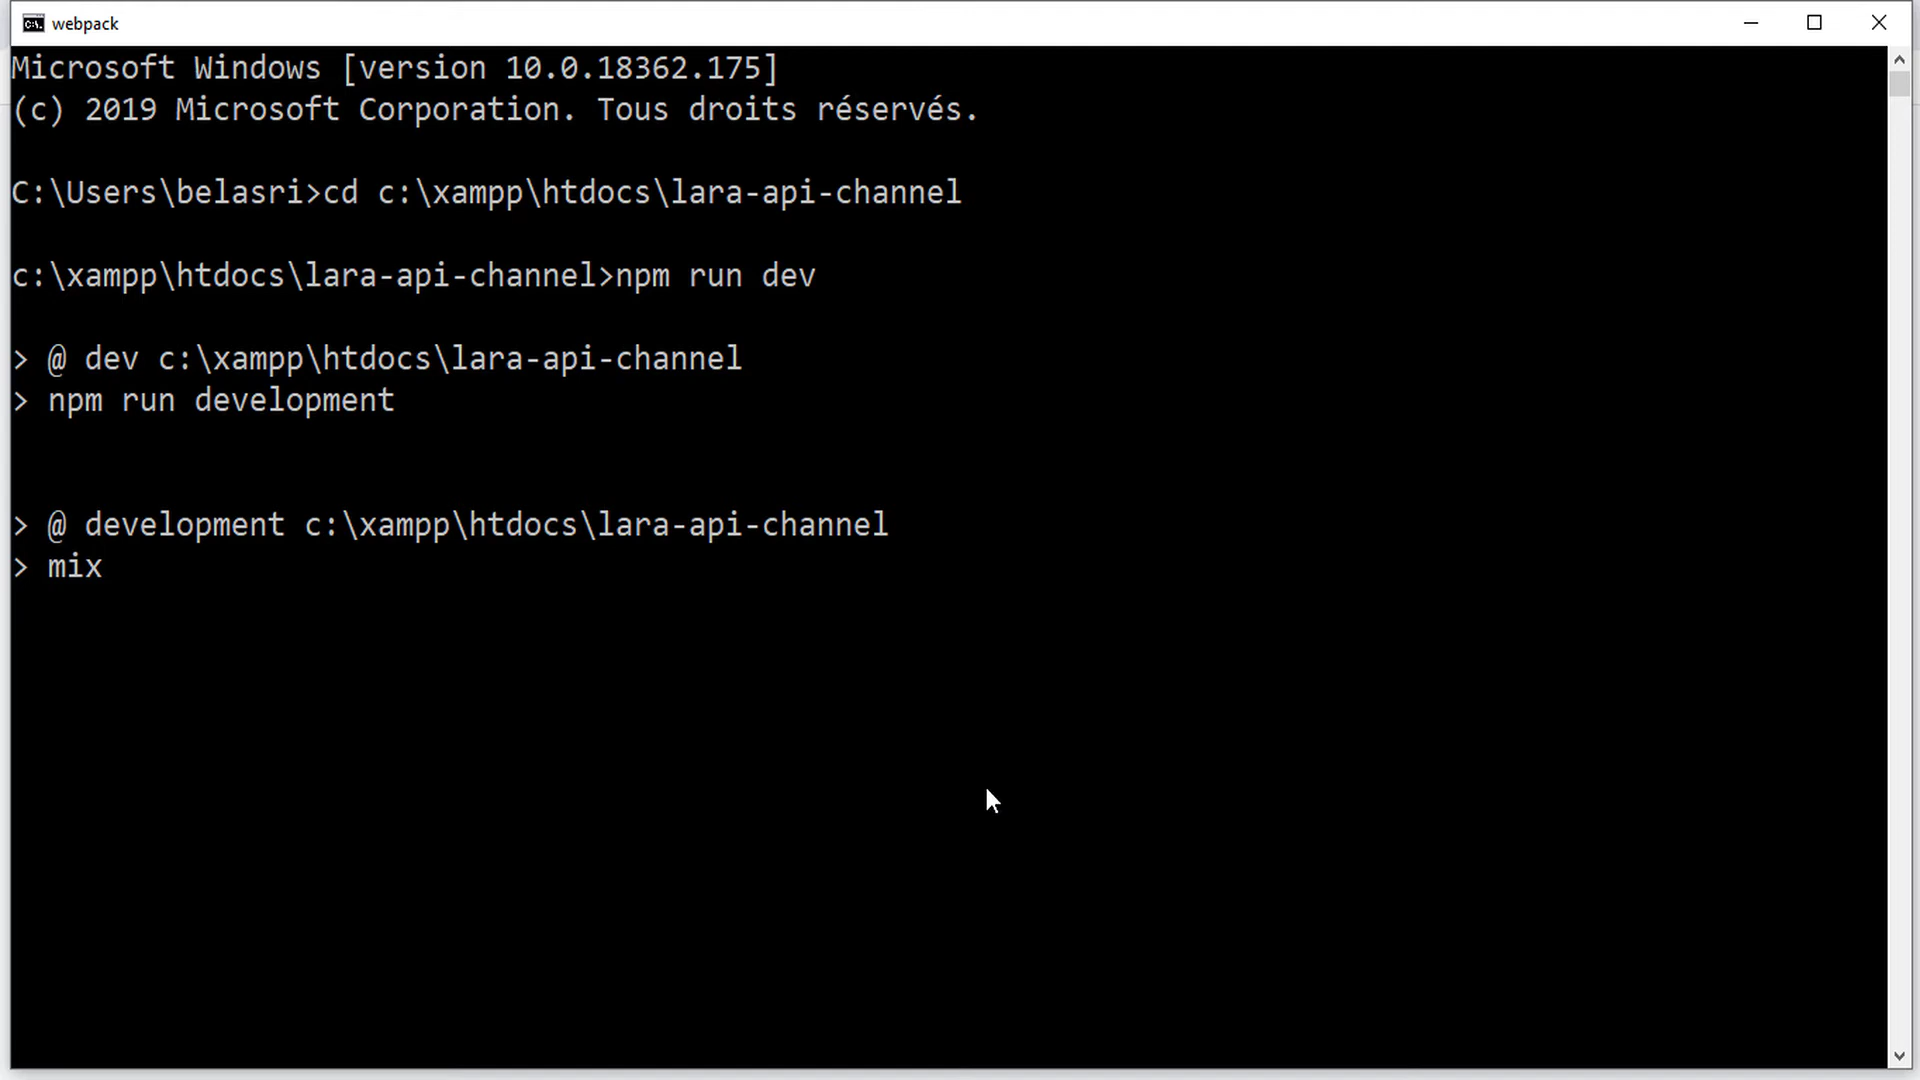 webpack
Microsoft Windows [version 10.0.18362.175]
(c) 2019 Microsoft Corporation. Tous droits réservés.
C:\Users\belasri>cd c:\xampp\htdocs\lara-api-channel
c:\xampp\htdocs\lara-api-channel>npm run dev
> @ dev c:\xampp\htdocs\lara-api-channel
> npm run development
> @ development c:\xampp\htdocs\lara-api-channel
> mix